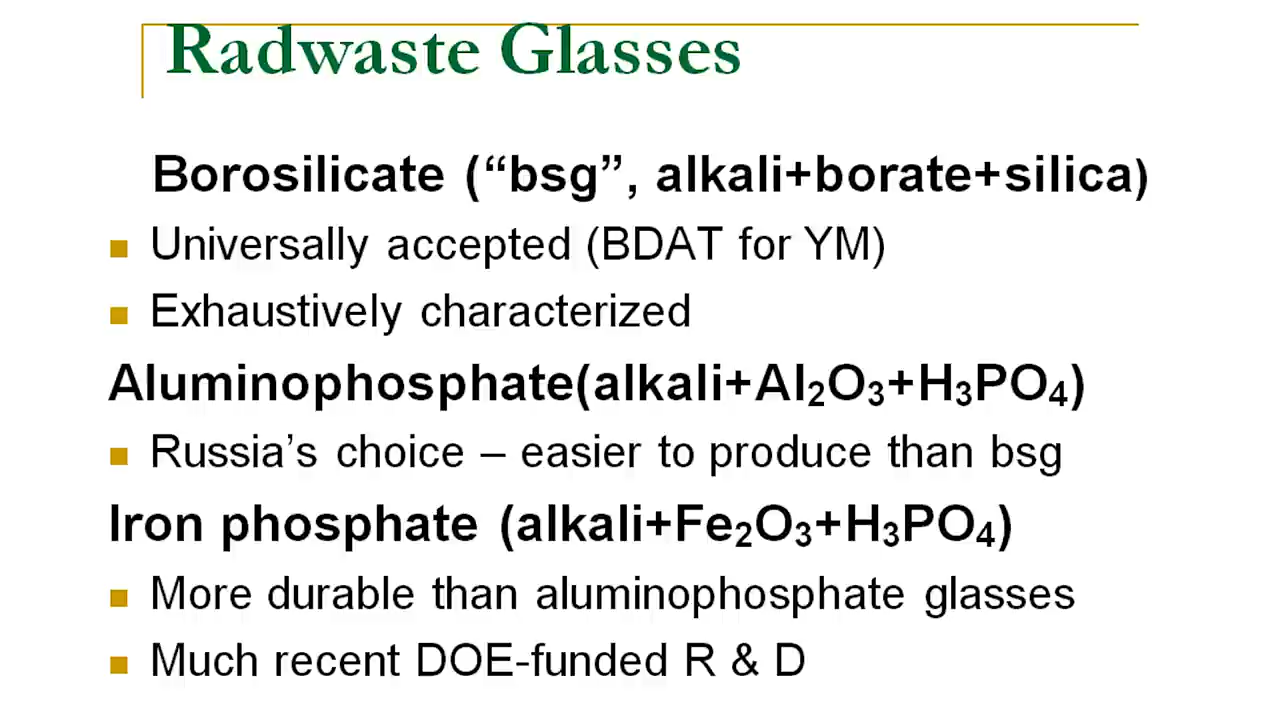 Radwaste Glasses
Borosilicate (“bsg”, alkali+borate+silica)
Universally accepted (BDAT for YM)
Exhaustively characterized
Aluminophosphate(alkali+Al₂O₃+H₃PO₄)
Russia’s choice – easier to produce than bsg
Iron phosphate (alkali+Fe₂O₃+H₃PO₄)
More durable than aluminophosphate glasses
Much recent DOE-funded R & D